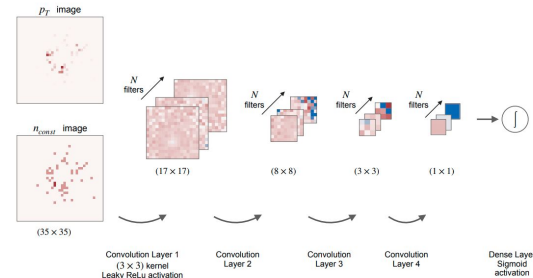 p_T image
N
filters
N
filters
N
filters
N
filters
n_const image
∫
(17 × 17)
(8 × 8)
(3 × 3)
(1 × 1)
(35 × 35)
Convolution Layer 1
(3 × 3) kernel
Leaky ReLu activation
Convolution
Layer 2
Convolution
Layer 3
Convolution
Layer 4
Dense Laye
Sigmoid
activation